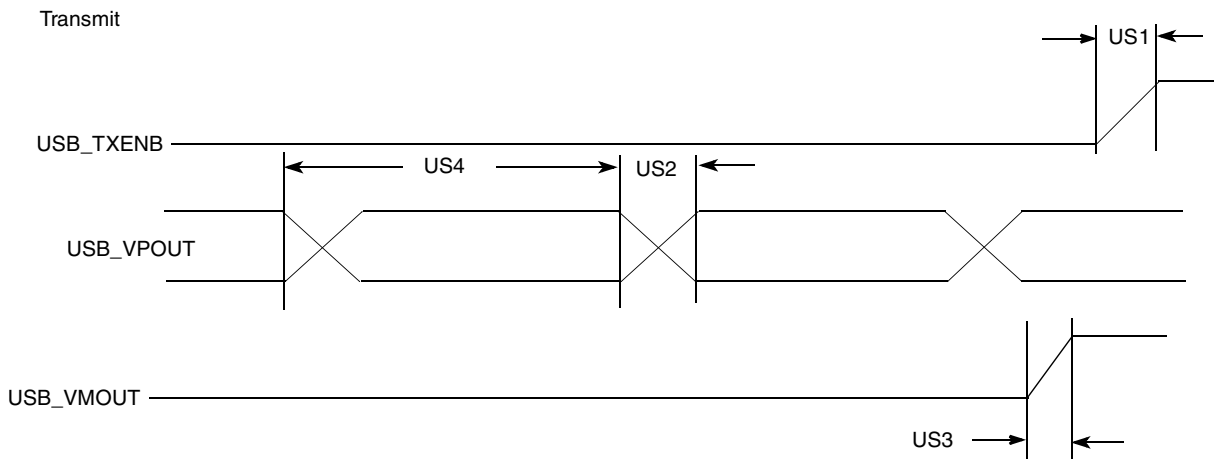 Transmit
US1
USB_TXENB
US4
US2
USB_VPOUT
USB_VMOUT
US3